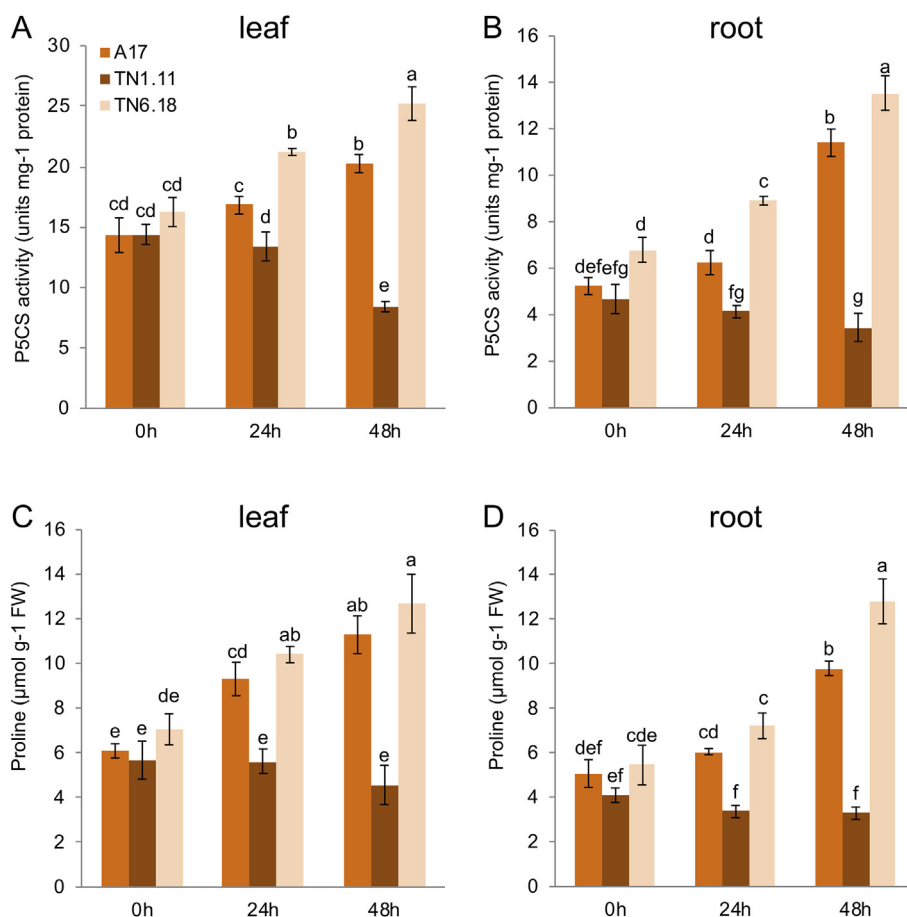 A
leaf
P5CS activity (units mg-1 protein)
30
25
20
15
10
5
0
A17
TN1.11
TN6.18
cd
cd
cd
c
d
b
b
e
a
0h
24h
48h
B
root
P5CS acivity (units mg-1 protein)
16
14
12
10
8
6
4
2
0
def
efg
d
d
fg
c
b
g
a
0h
24h
48h
C
leaf
Proline (µmol g-1 FW)
16
14
12
10
8
6
4
2
0
e
e
de
cd
e
ab
ab
e
a
0h
24h
48h
D
root
Proline (µmol g-1 FW)
16
14
12
10
8
6
4
2
0
def
ef
cde
cd
f
c
b
f
a
0h
24h
48h